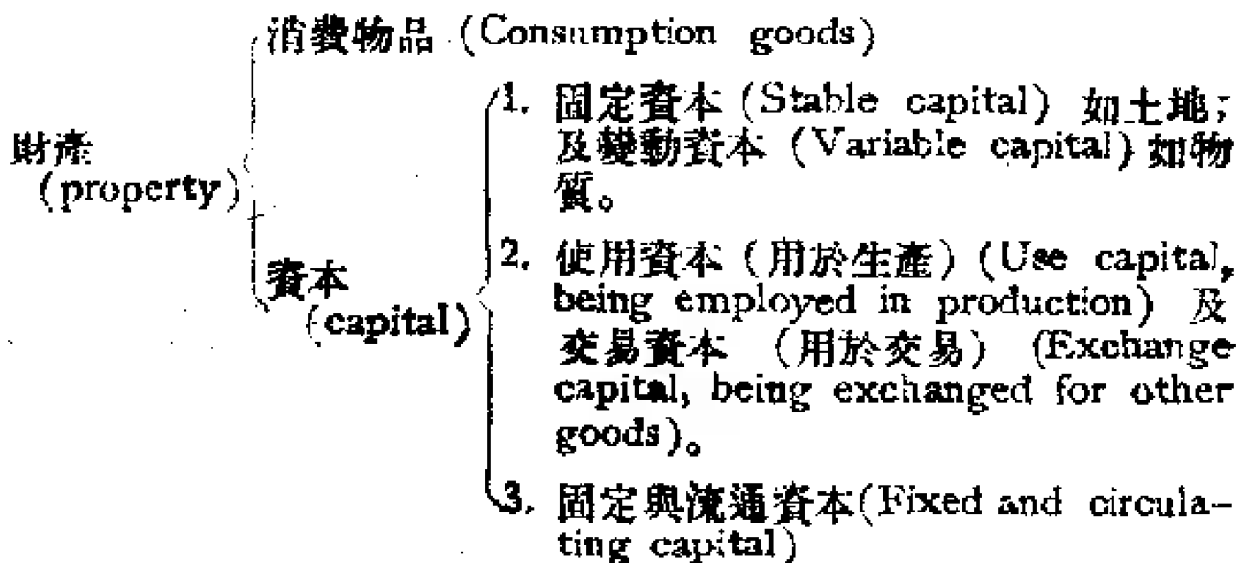 消費物品 (Consumption goods)
財產
(property)
資本
(capital)
1. 固定資本 (Stable capital) 如土地;
及變動資本 (Variable capital) 如物
質。
2. 使用資本 (用於生產) (Use capital,
being employed in production) 及
交易資本 (用於交易) (Exchange
capital, being exchanged for other
goods)。
3. 固定與流通資本(Fixed and circula-
ting capital)